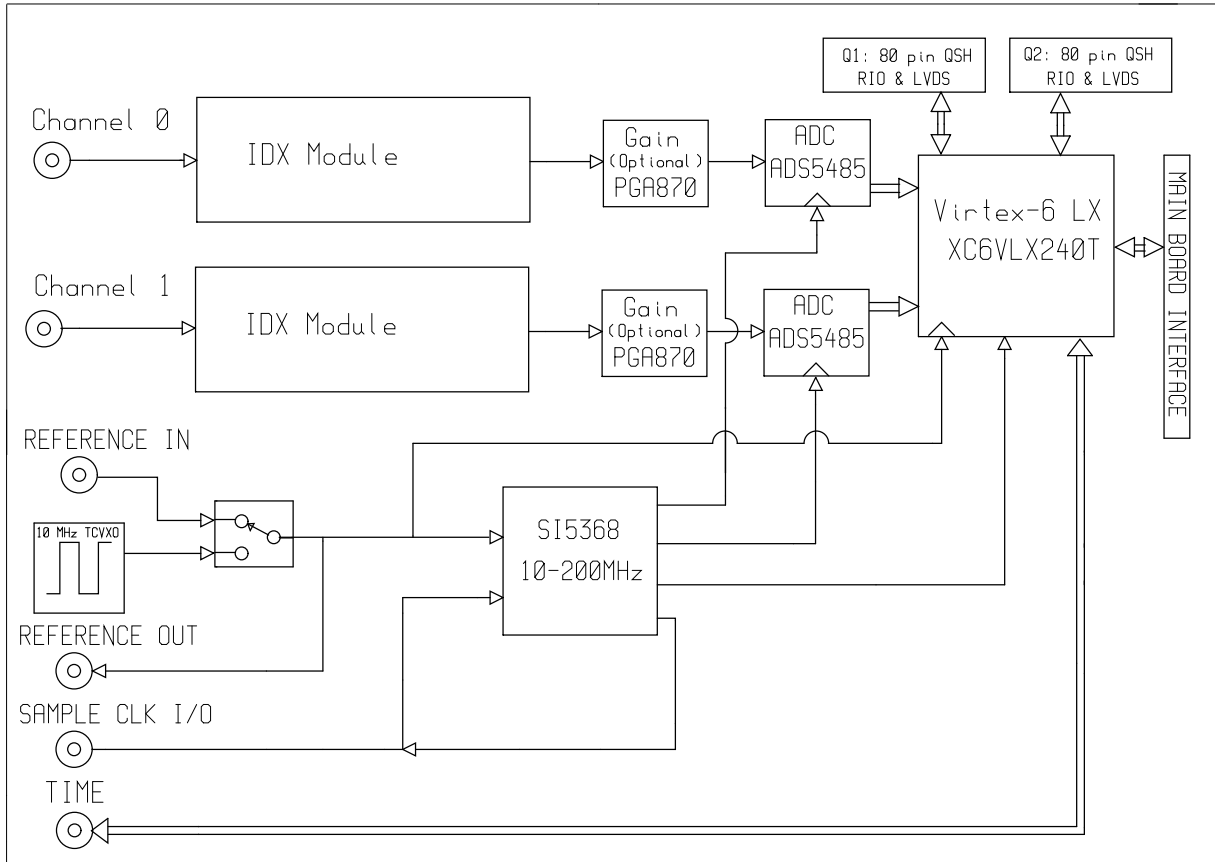 Q1: 80 pin QSH
RIO & LVDS
Q2: 80 pin QSH
RIO & LVDS
Channel 0
IDX Module
Gain
(Optional)
PGA870
ADC
ADS5485
Virtex-6 LX
XC6VLX240T
MAIN BOARD INTERFACE
Channel 1
IDX Module
Gain
(Optional)
PGA870
ADC
ADS5485
REFERENCE IN
10 MHz TCVXO
SI5368
10-200MHz
REFERENCE OUT
SAMPLE CLK I/O
TIME